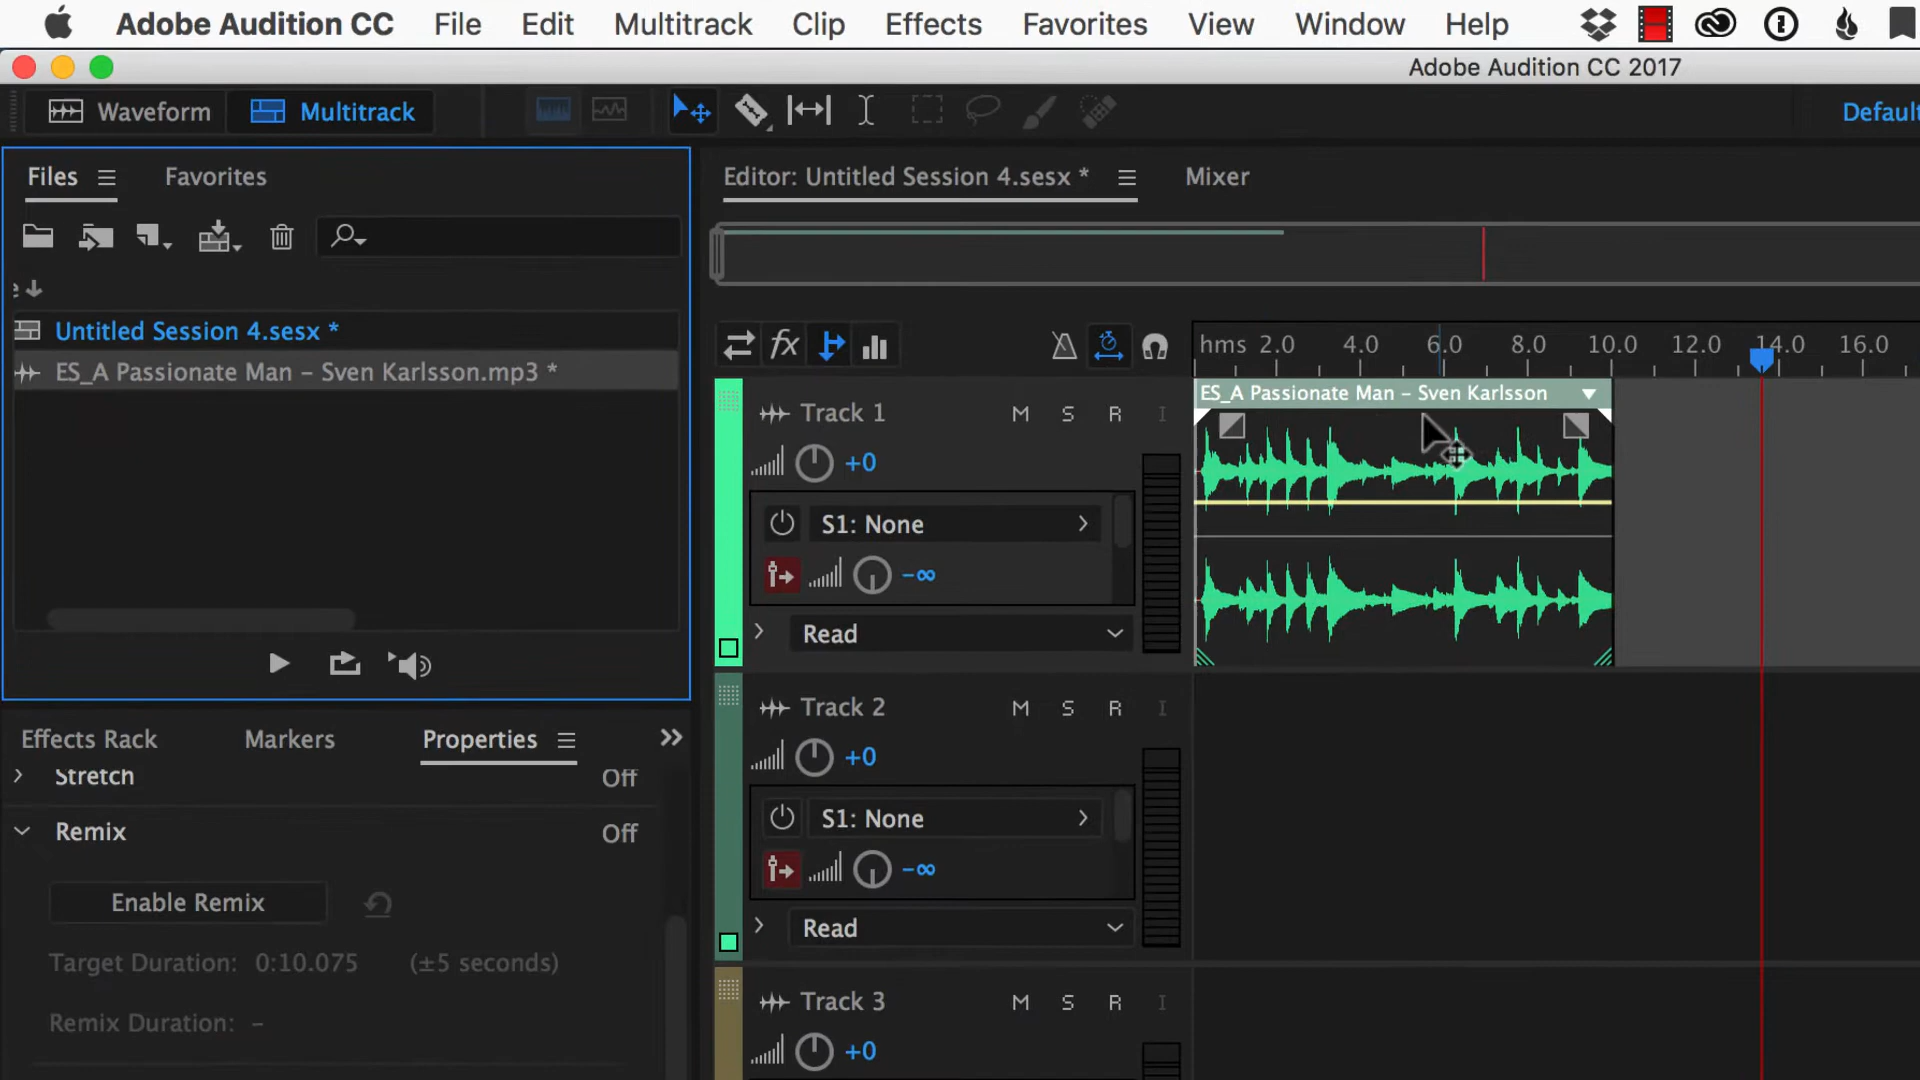 Adobe Audition CC File Edit Multitrack Clip Effects Favorites View Window Help
Adobe Audition CC 2017
Waveform Multitrack Default
Files Favorites
Editor: Untitled Session 4.sesx * Mixer
e
Untitled Session 4.sesx *
ES_A Passionate Man – Sven Karlsson.mp3 *
fx hms 2.0 4.0 6.0 8.0 10.0 12.0 14.0 16.0
ES_A Passionate Man – Sven Karlsson
Track 1 M S R I
+0
S1: None
-∞
Read
Track 2 M S R I
+0
S1: None
-∞
Read
Track 3 M S R I
+0
Effects Rack Markers Properties
Stretch Off
Remix Off
Enable Remix
Target Duration: 0:10.075 (±5 seconds)
Remix Duration: –